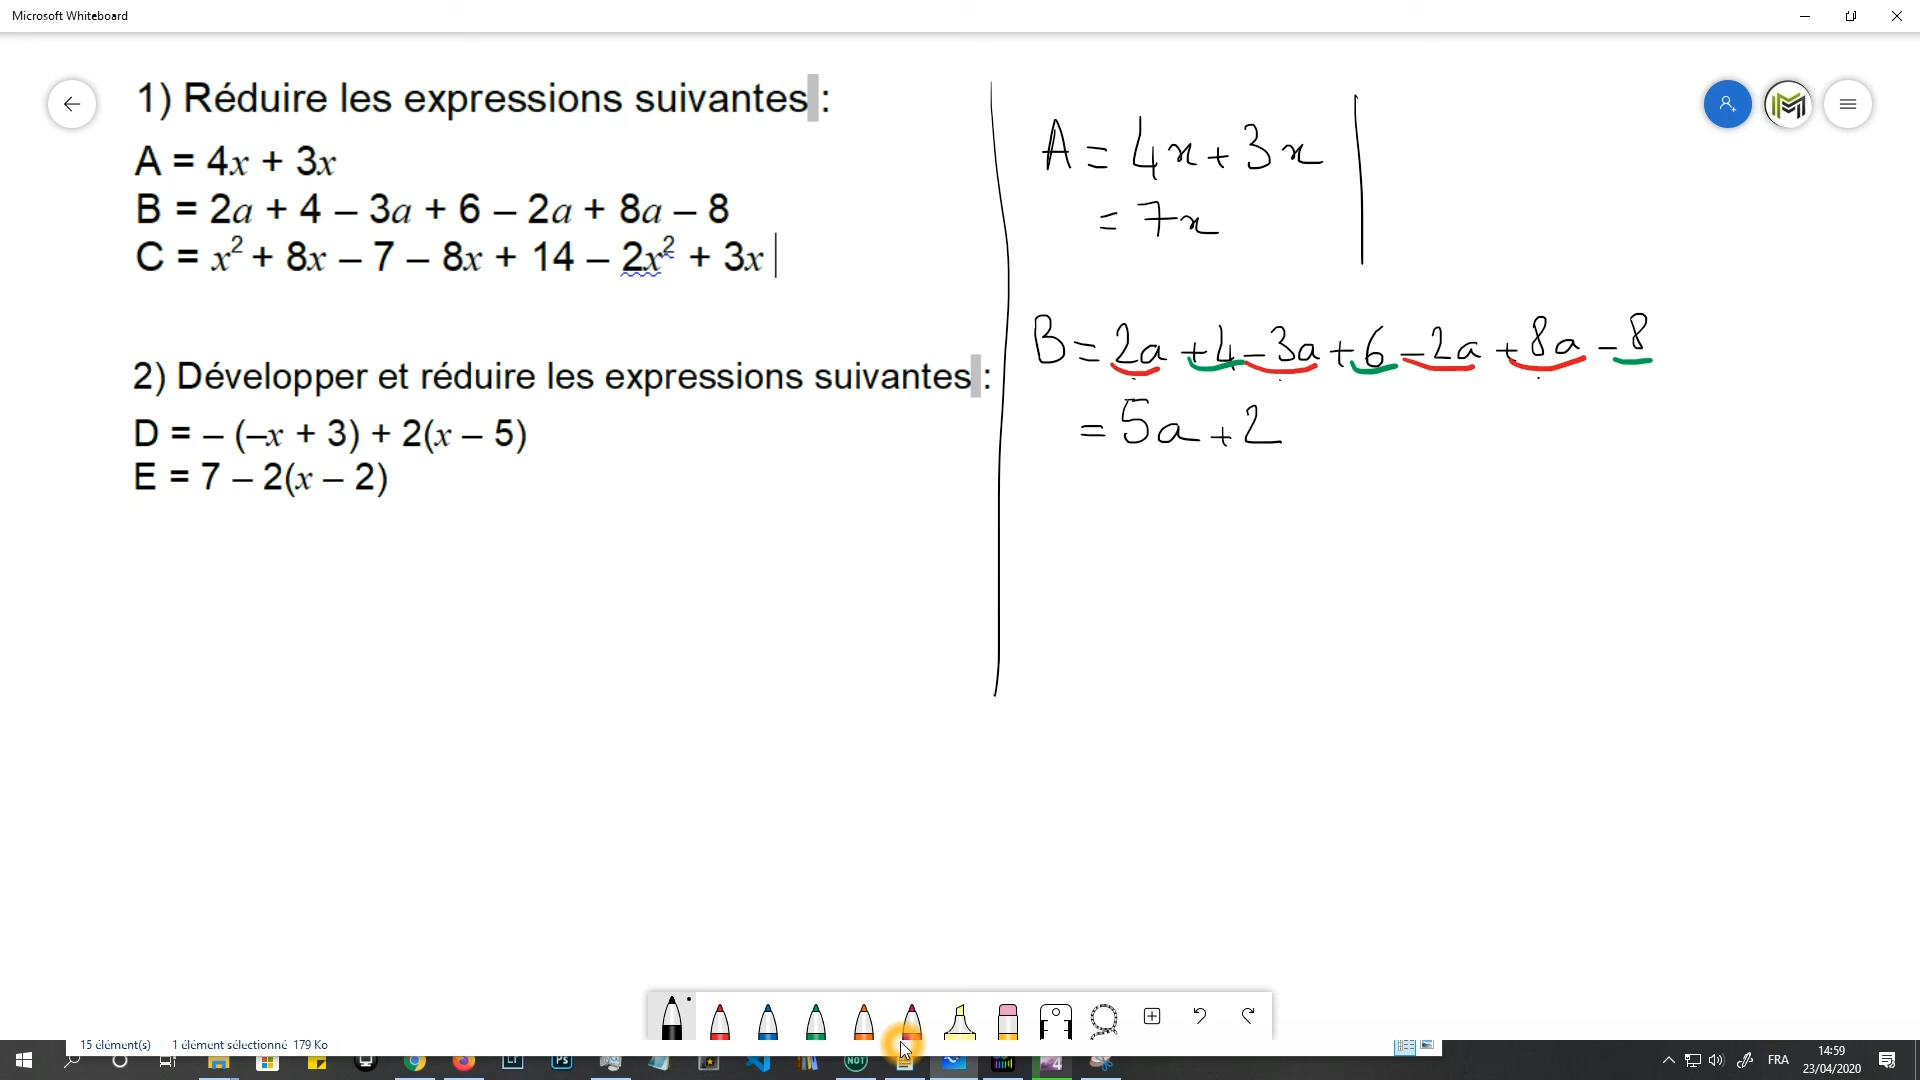 Microsoft Whiteboard
1) Réduire les expressions suivantes :
A = 4x + 3x
B = 2a + 4 – 3a + 6 – 2a + 8a – 8
C = x² + 8x – 7 – 8x + 14 – 2x² + 3x
2) Développer et réduire les expressions suivantes :
D = – (–x + 3) + 2(x – 5)
E = 7 – 2(x – 2)
A = 4x + 3x
= 7x
B = 2a + 4 - 3a + 6 - 2a + 8a - 8
= 5a + 2
15 élément(s) 1 élément sélectionné 179 Ko
FRA
14:59
23/04/2020